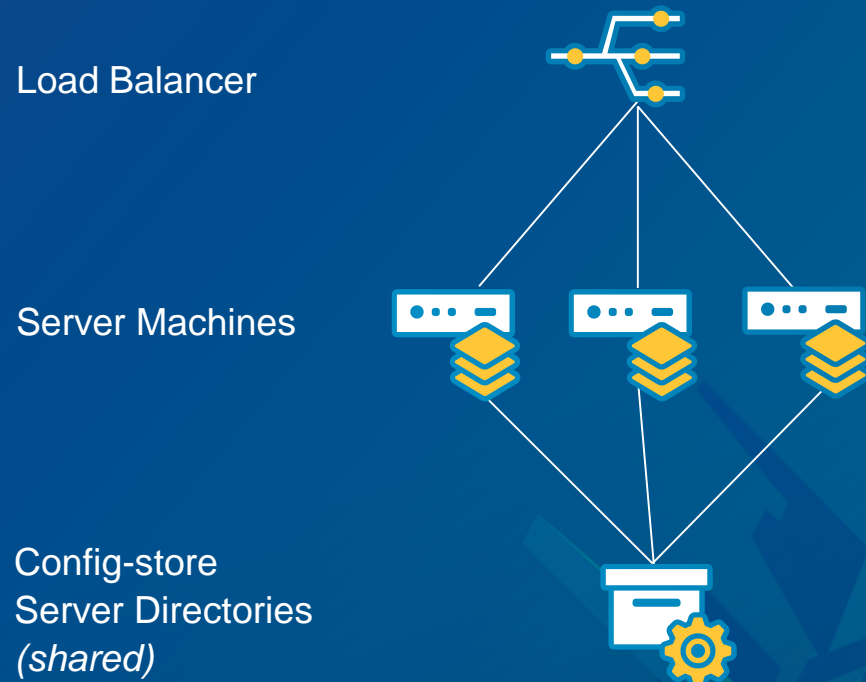 Load Balancer
Server Machines
Config-store
Server Directories
(shared)